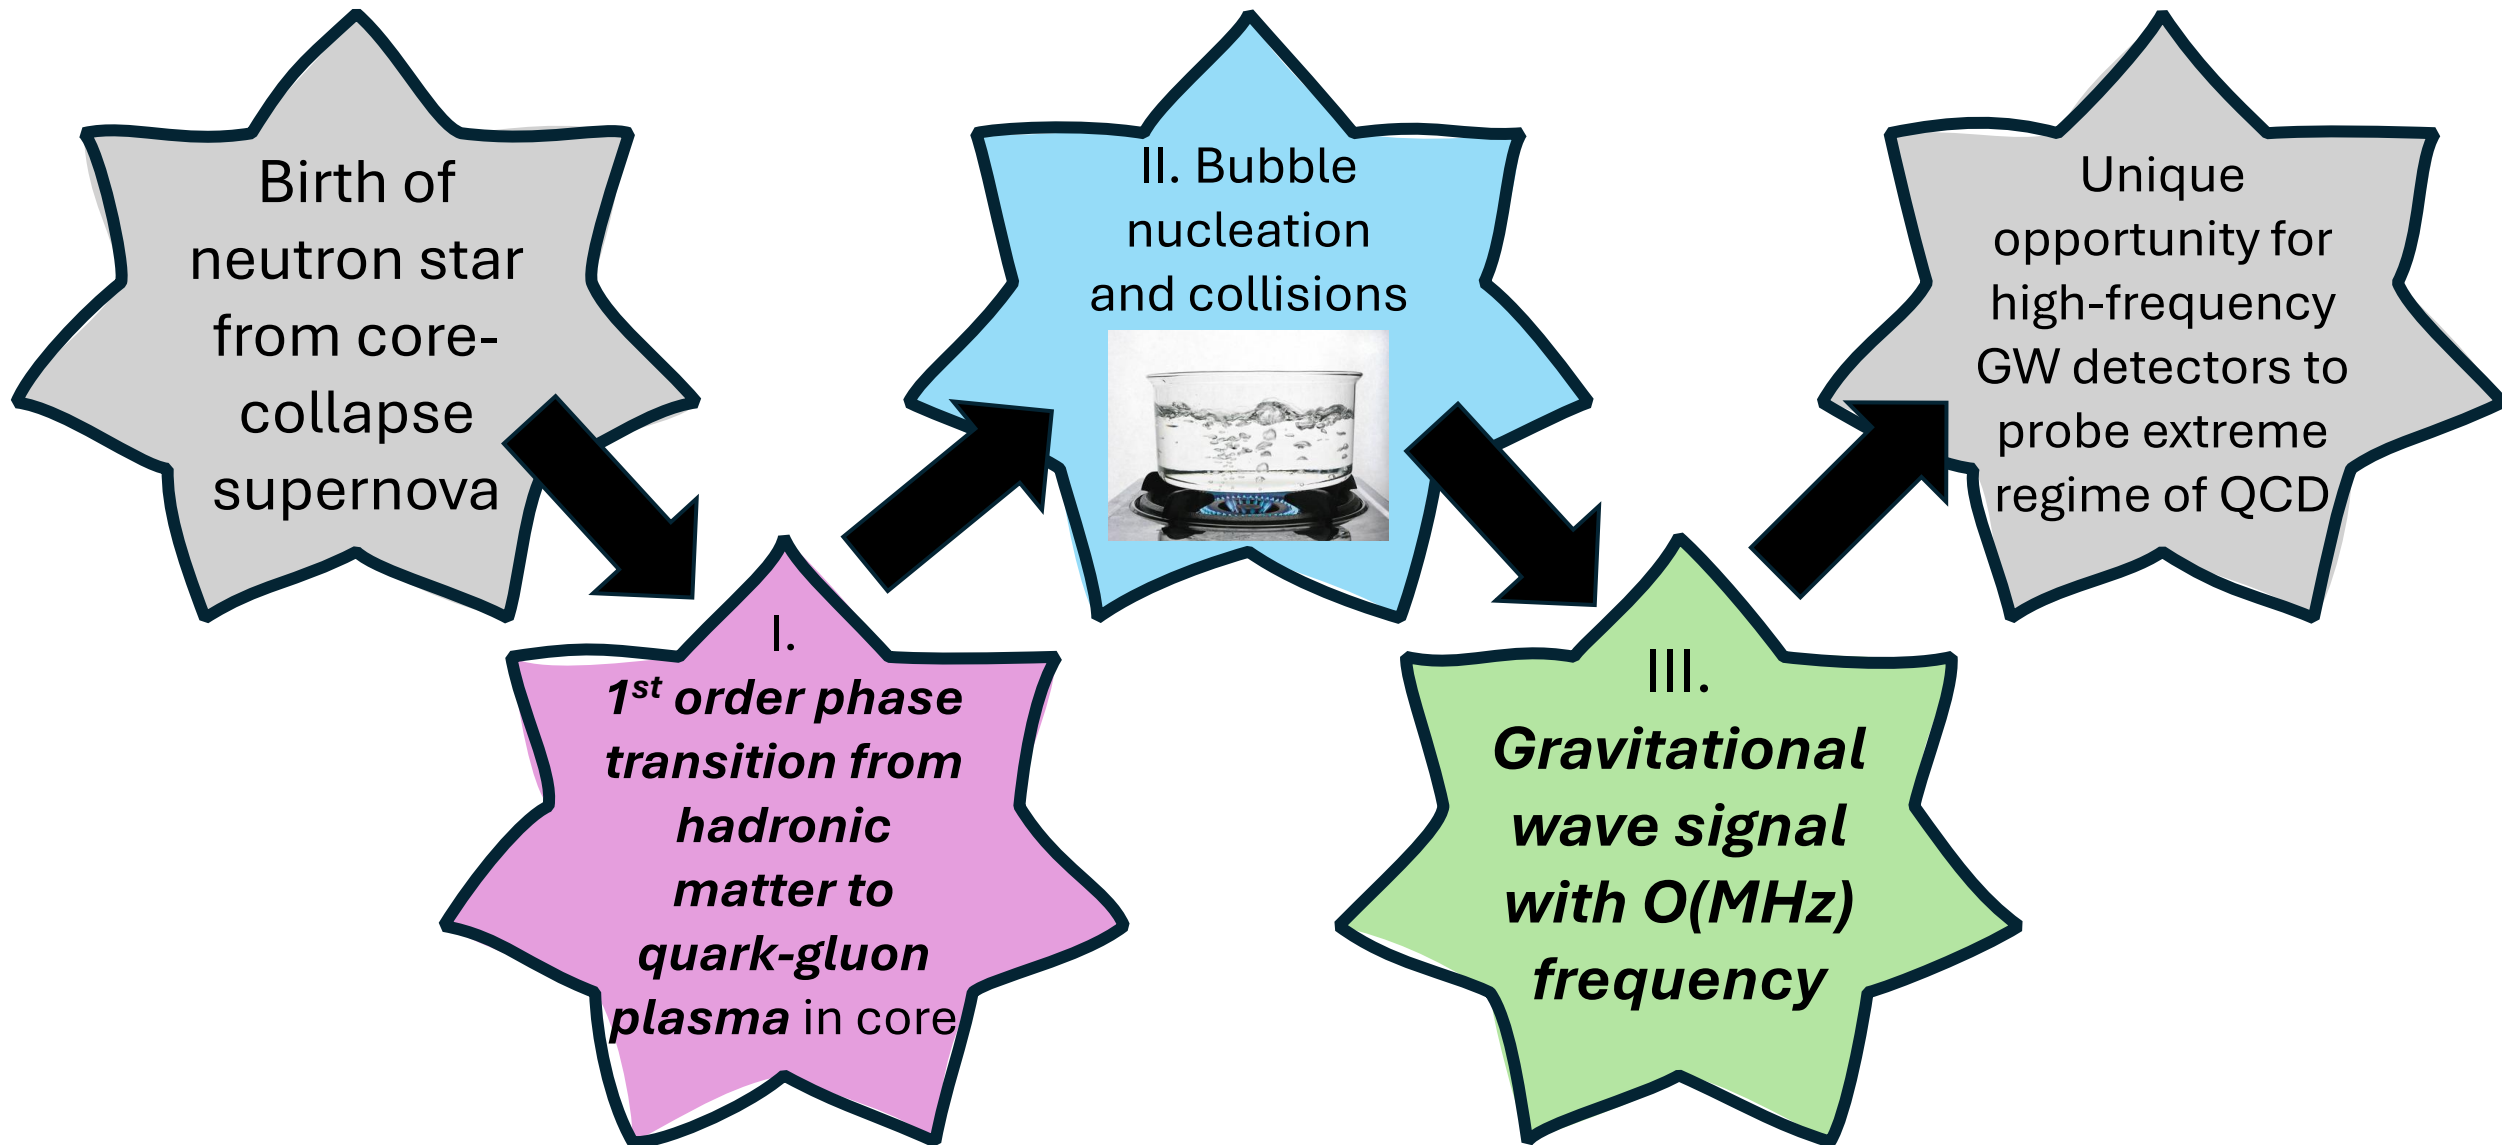 Birth of
neutron star
from core-
collapse
supernova
I.
1st order phase
transition from
hadronic
matter to
quark-gluon
plasma in core
II. Bubble
nucleation
and collisions
III.
Gravitational
wave signal
with O(MHz)
frequency
Unique
opportunity for
high-frequency
GW detectors to
probe extreme
regime of QCD